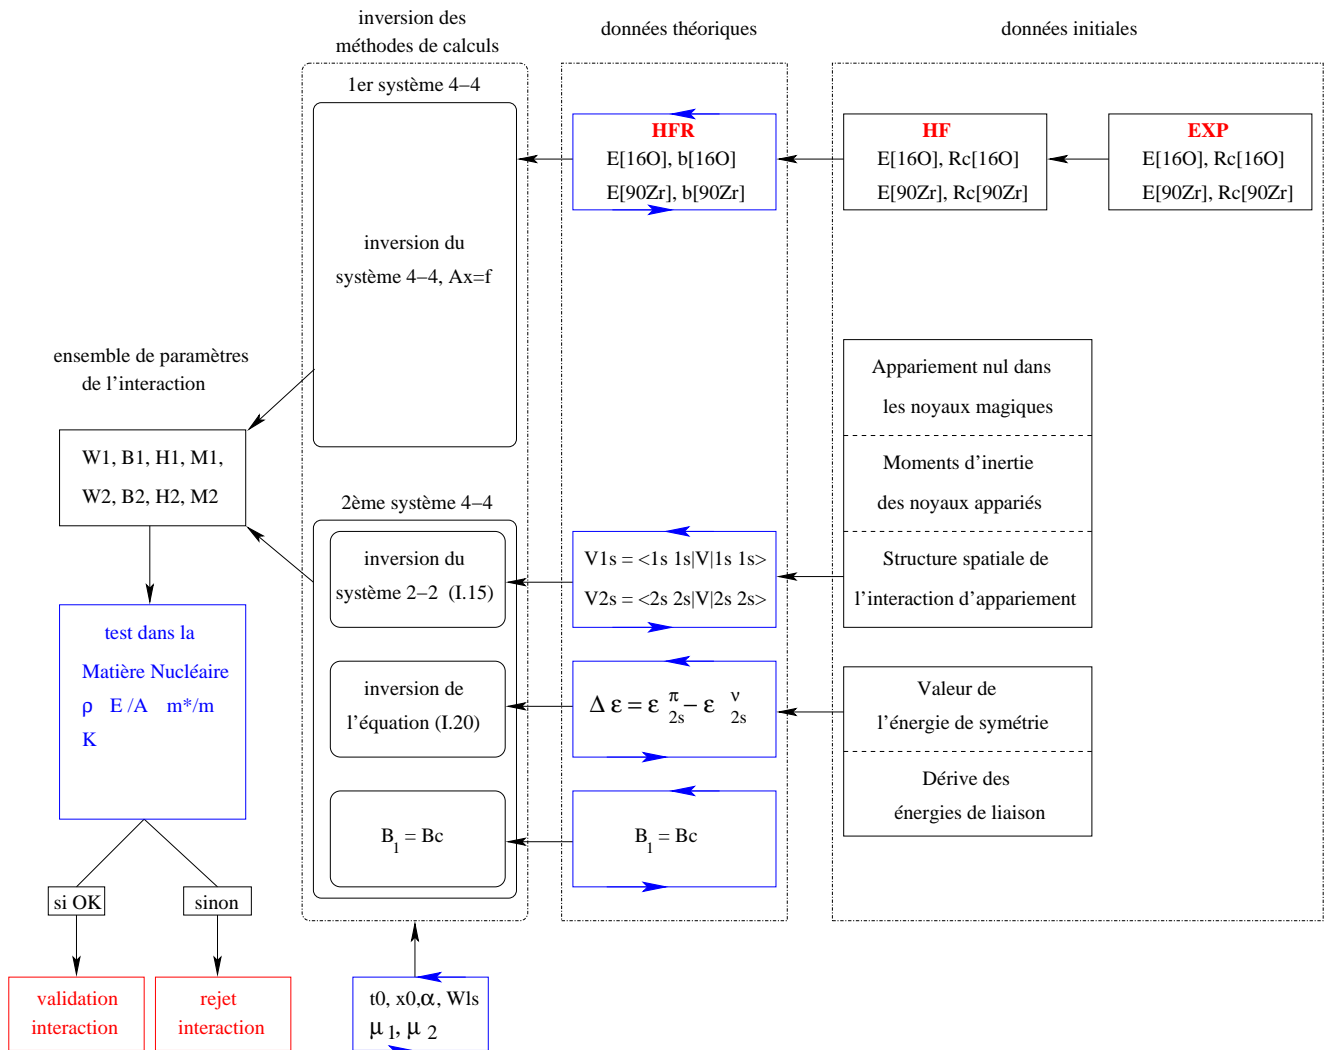 inversion des
méthodes de calculs
données théoriques
données initiales
1er système 4−4
inversion du
système 4−4, Ax=f
HFR
E[16O], b[16O]
E[90Zr], b[90Zr]
HF
E[16O], Rc[16O]
E[90Zr], Rc[90Zr]
EXP
E[16O], Rc[16O]
E[90Zr], Rc[90Zr]
ensemble de paramètres
de l'interaction
W1, B1, H1, M1,
W2, B2, H2, M2
Appariement nul dans
les noyaux magiques
Moments d'inertie
des noyaux appariés
Structure spatiale de
l'interaction d'appariement
2ème système 4−4
inversion du
système 2−2 (I.15)
V1s = <1s 1s|V|1s 1s>
V2s = <2s 2s|V|2s 2s>
inversion de
l'équation (I.20)
Δ ε = ε π 2s − ε ν 2s
Valeur de
l'énergie de symétrie
Dérive des
énergies de liaison
B1 = Bc
B1 = Bc
test dans la
Matière Nucléaire
ρ E /A m*/m
K
si OK
sinon
validation
interaction
rejet
interaction
t0, x0,α, Wls
μ1, μ2